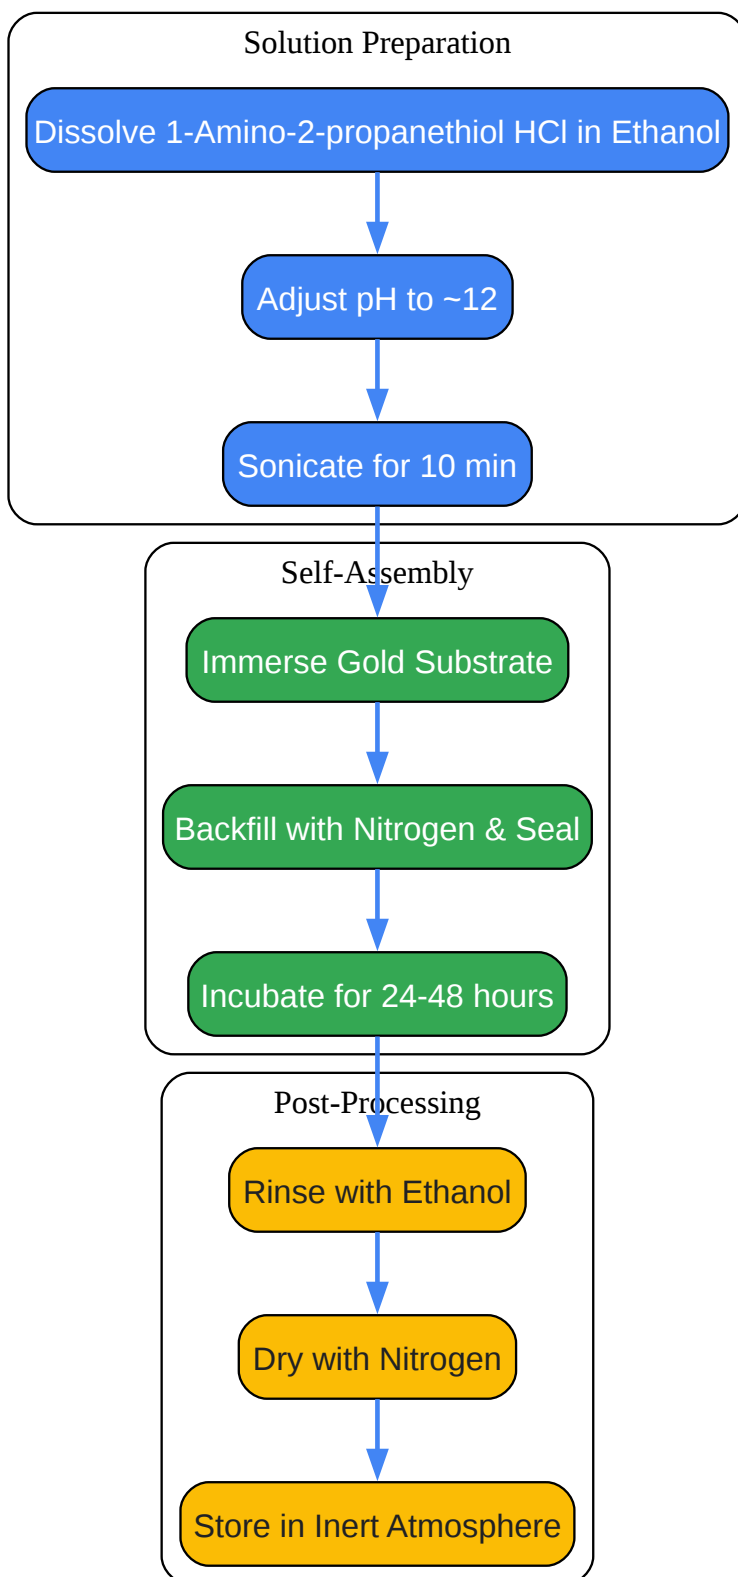 Solution Preparation
Dissolve 1-Amino-2-propanethiol HCl in Ethanol
Adjust pH to ~12
Sonicate for 10 min
Self-Assembly
Immerse Gold Substrate
Backfill with Nitrogen & Seal
Incubate for 24-48 hours
Post-Processing
Rinse with Ethanol
Dry with Nitrogen
Store in Inert Atmosphere